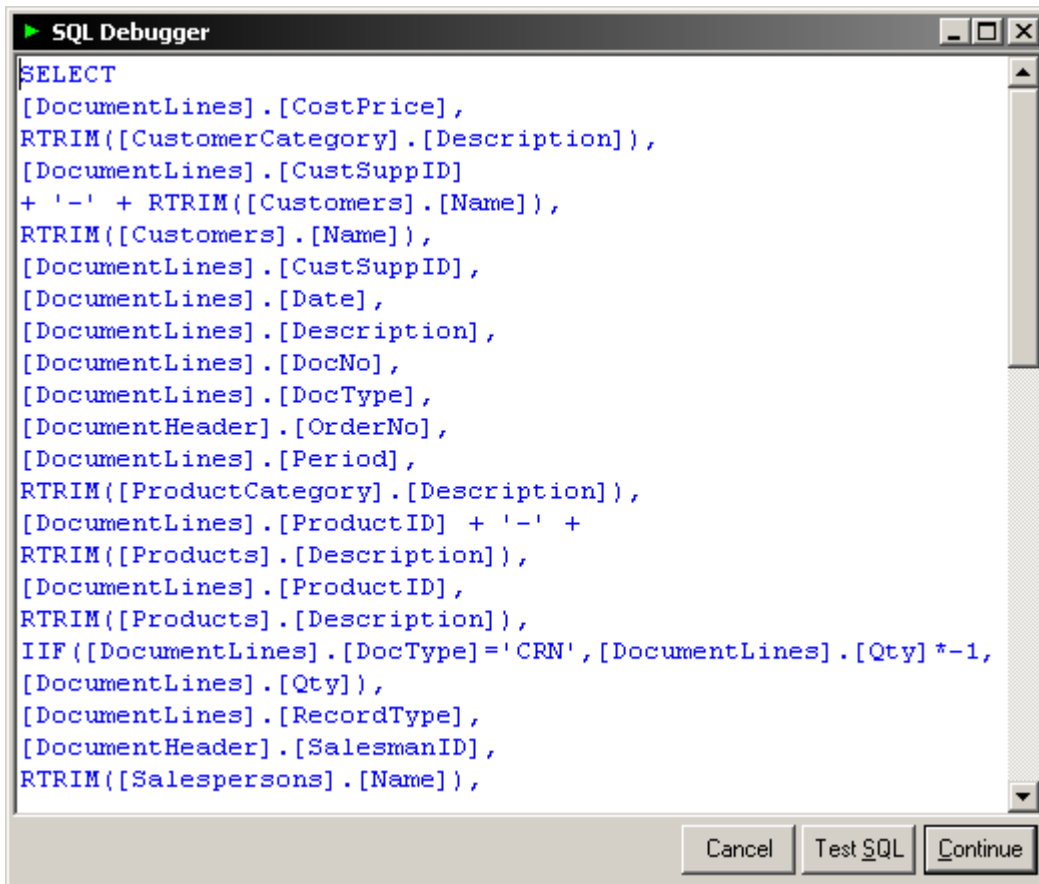 SQL Debugger
SELECT
[DocumentLines].[CostPrice],
RTRIM([CustomerCategory].[Description]),
[DocumentLines].[CustSuppID]
+ '-' + RTRIM([Customers].[Name]),
RTRIM([Customers].[Name]),
[DocumentLines].[CustSuppID],
[DocumentLines].[Date],
[DocumentLines].[Description],
[DocumentLines].[DocNo],
[DocumentLines].[DocType],
[DocumentHeader].[OrderNo],
[DocumentLines].[Period],
RTRIM([ProductCategory].[Description]),
[DocumentLines].[ProductID] + '-' +
RTRIM([Products].[Description]),
[DocumentLines].[ProductID],
RTRIM([Products].[Description]),
IIF([DocumentLines].[DocType]='CRN',[DocumentLines].[Qty]*-1,
[DocumentLines].[Qty]),
[DocumentLines].[RecordType],
[DocumentHeader].[SalesmanID],
RTRIM([Salespersons].[Name]),
Cancel Test SQL Continue